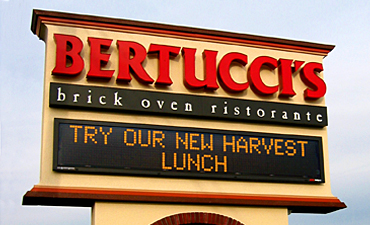 BERTUCCI'S
brick oven ristorante
TRY OUR NEW HARVEST
LUNCH